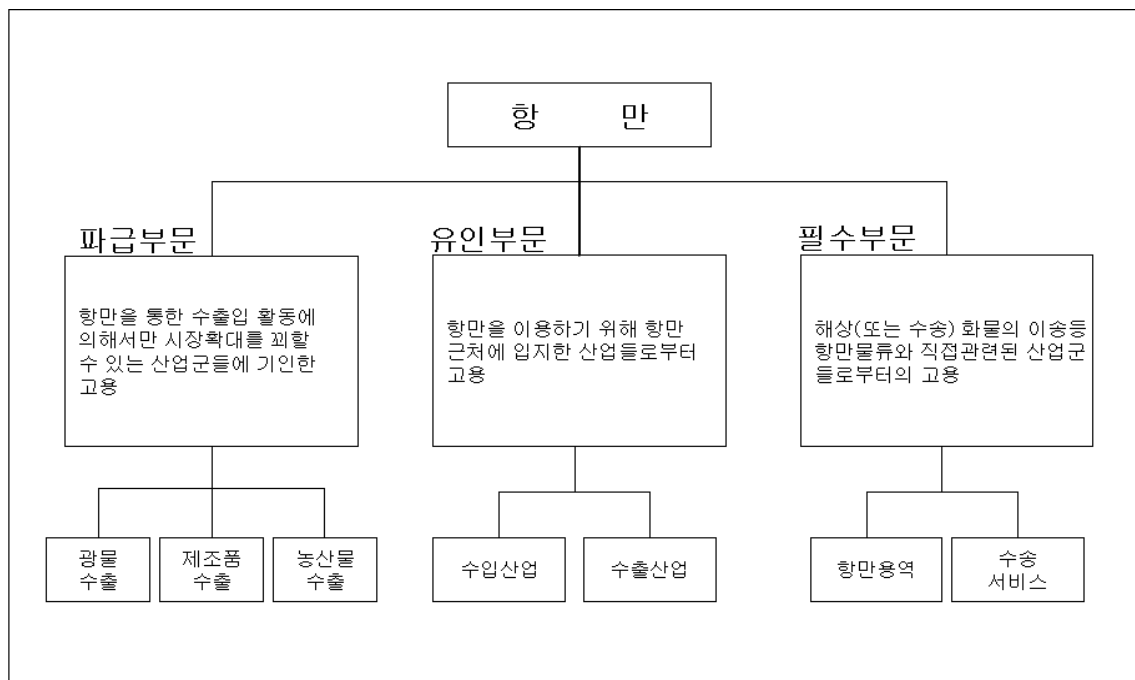 항 만
파급부문
항만을 통한 수출입 활동에
의해서만 시장확대를 꾀할
수 있는 산업군들에 기인한
고용
광물
수출
제조품
수출
농산물
수출
유인부문
항만을 이용하기 위해 항만
근처에 입지한 산업들로부터
고용
수입산업
수출산업
필수부문
해상(또는 수송) 화물의 이송등
항만물류와 직접관련된 산업군
들로부터의 고용
항만용역
수송
서비스